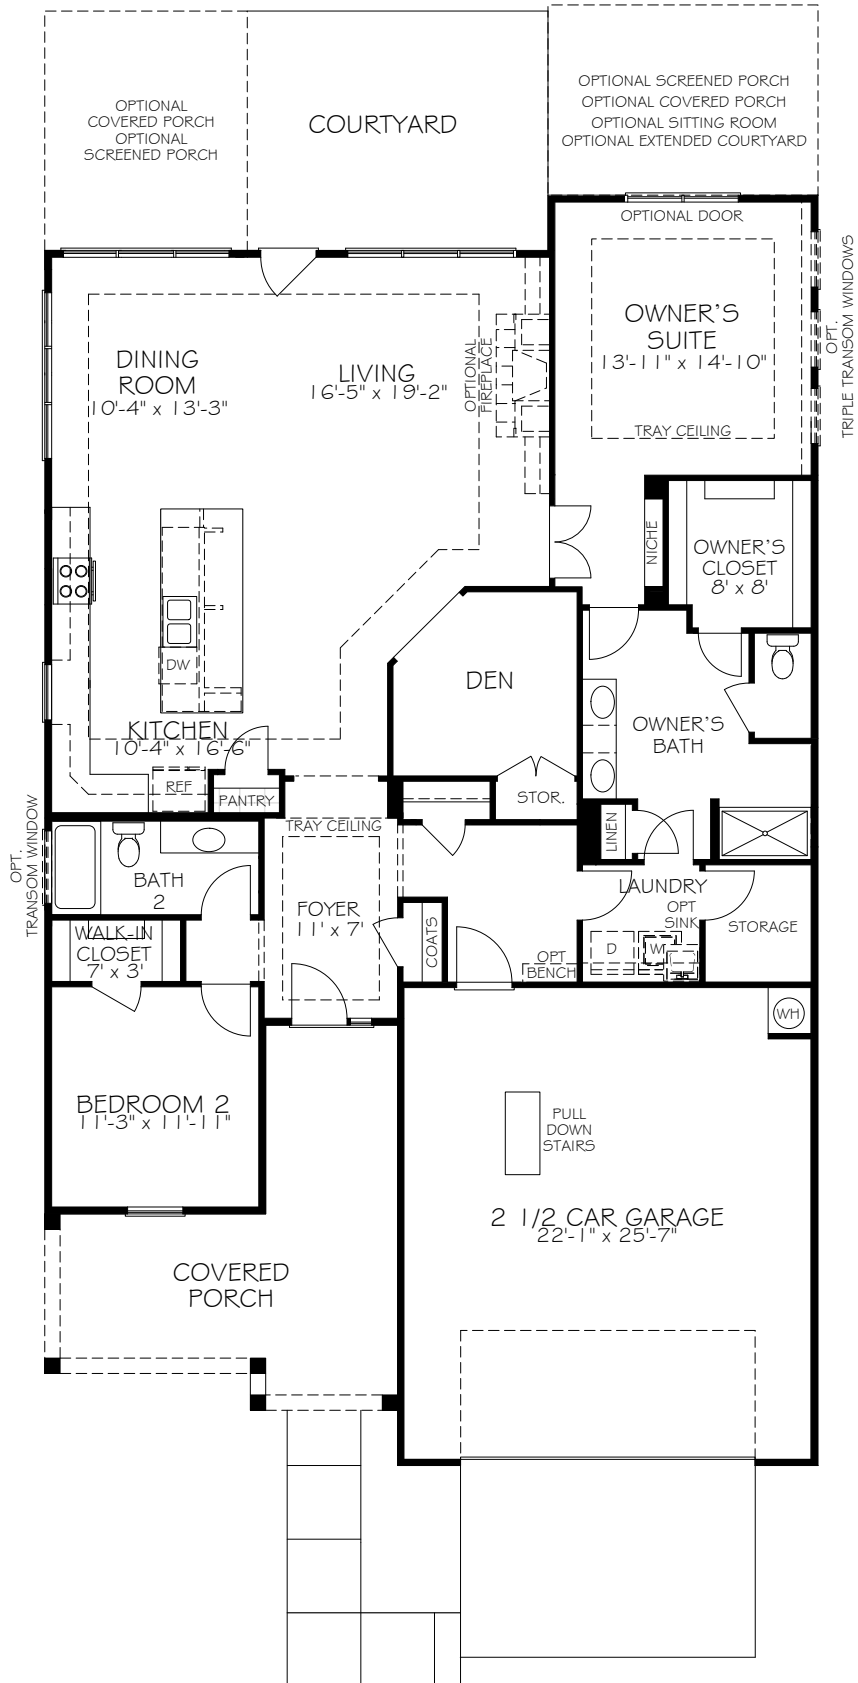 OPTIONAL
COVERED PORCH
OPTIONAL
SCREENED PORCH
COURTYARD
OPTIONAL SCREENED PORCH
OPTIONAL COVERED PORCH
OPTIONAL SITTING ROOM
OPTIONAL EXTENDED COURTYARD
OPTIONAL DOOR
OWNER'S
SUITE
13'-11" x 14'-10"
TRAY CEILING
OPT.
TRIPLE TRANSOM WINDOWS
DINING
ROOM
10'-4" x 13'-3"
LIVING
16'-5" x 19'-2"
OPTIONAL
FIREPLACE
NICHE
OWNER'S
CLOSET
8' x 8'
DW
DEN
OWNER'S
BATH
KITCHEN
10'-4" x 16'-6"
REF
PANTRY
STOR.
TRAY CEILING
LINEN
OPT.
TRANSOM WINDOW
BATH
2
FOYER
11' x 7'
COATS
LAUNDRY
OPT
SINK
STORAGE
WALK-IN
CLOSET
7' x 3'
OPT
BENCH
D
W
WH
BEDROOM 2
11'-3" x 11'-11"
PULL
DOWN
STAIRS
2 1/2 CAR GARAGE
22'-1" x 25'-7"
COVERED
PORCH